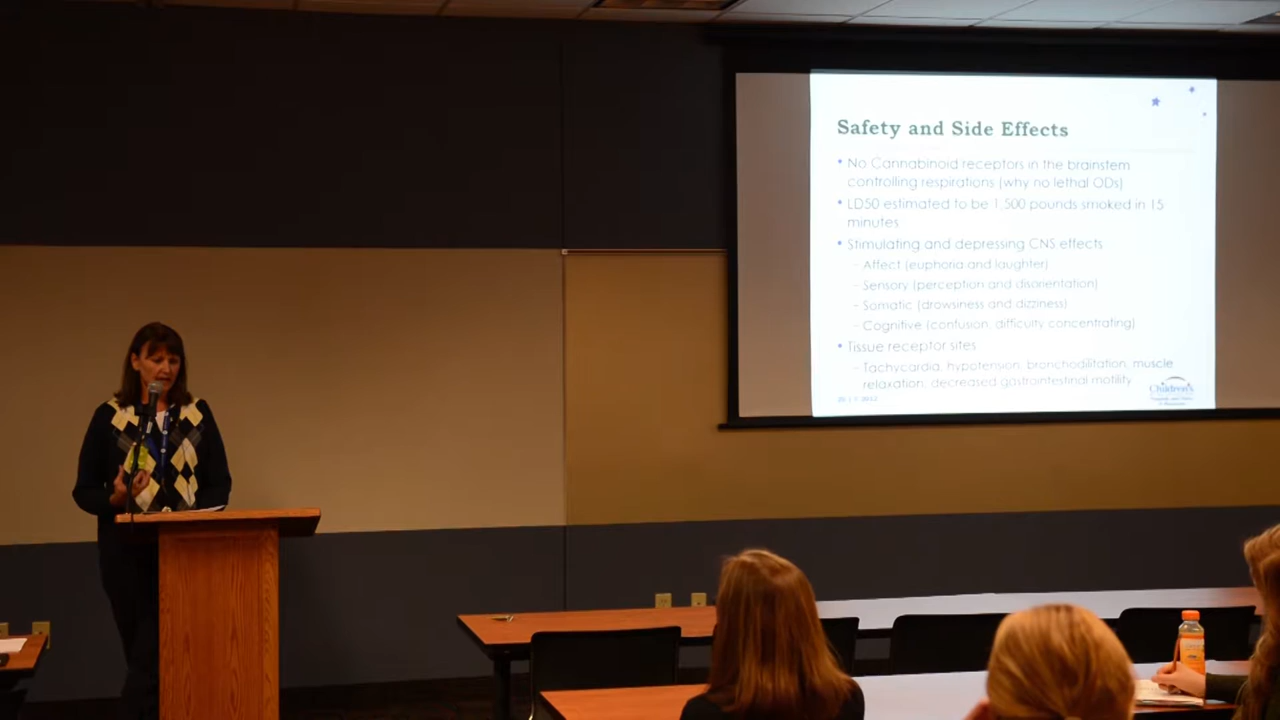 Safety and Side Effects
• No Cannabinoid receptors in the brainstem
controlling respirations (why no lethal ODs)
• LD50 estimated to be 1,500 pounds smoked in 15
minutes
• Stimulating and depressing CNS effects
– Affect (euphoria and laughter)
– Sensory (perception and disorientation)
– Somatic (drowsiness and dizziness)
– Cognitive (confusion, difficulty concentrating)
• Tissue receptor sites
– Tachycardia, hypotension, bronchodilitation, muscle
relaxation, decreased gastrointestinal motility
Children's